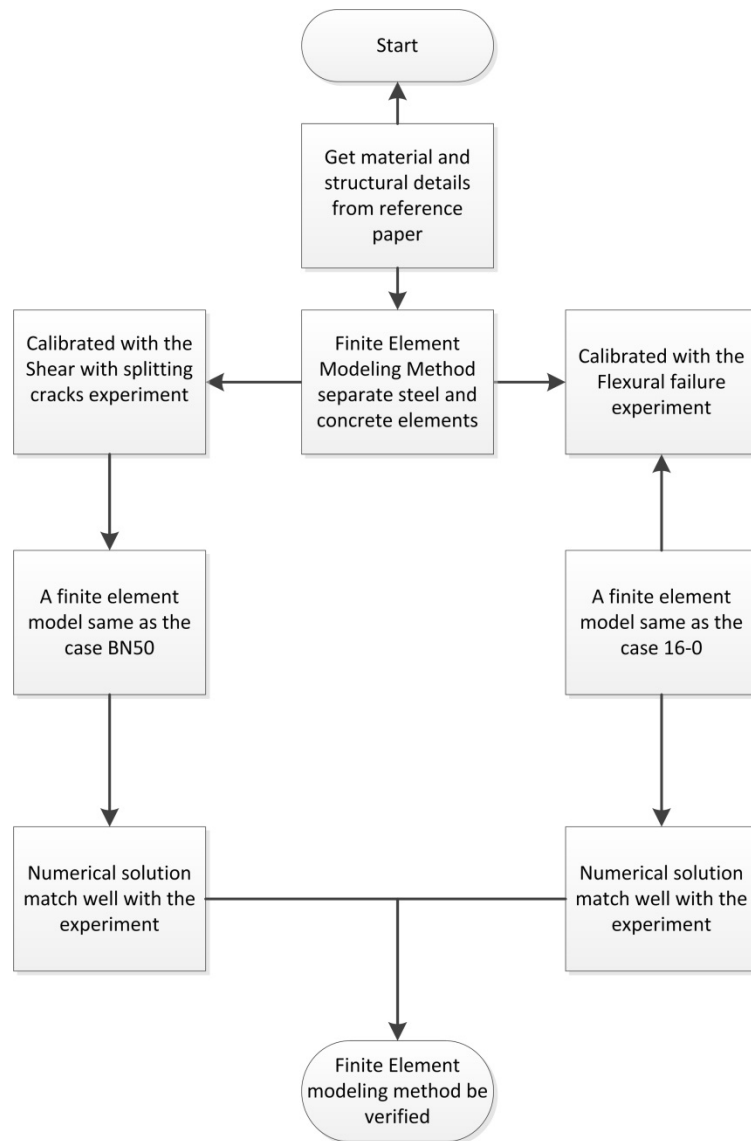 Start
Get material and
structural details
from reference
paper
Calibrated with the
Shear with splitting
cracks experiment
Finite Element
Modeling Method
separate steel and
concrete elements
Calibrated with the
Flexural failure
experiment
A finite element
model same as the
case BN50
A finite element
model same as the
case 16-0
Numerical solution
match well with the
experiment
Numerical solution
match well with the
experiment
Finite Element
modeling method be
verified